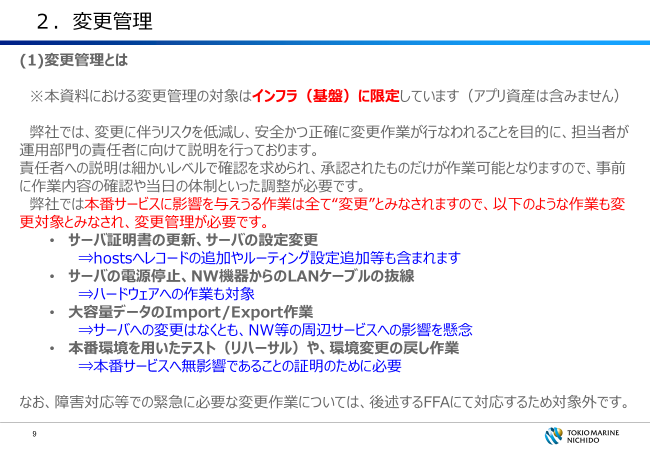 ２．変更管理
(1)変更管理とは
※本資料における変更管理の対象はインフラ（基盤）に限定しています（アプリ資産は含みません）
弊社では、変更に伴うリスクを低減し、安全かつ正確に変更作業が行なわれることを目的に、担当者が
運用部門の責任者に向けて説明を行っております。
責任者への説明は細かいレベルで確認を求められ、承認されたものだけが作業可能となりますので、事前
に作業内容の確認や当日の体制といった調整が必要です。
弊社では本番サービスに影響を与えうる作業は全て“変更”とみなされますので、以下のような作業も変
更対象とみなされ、変更管理が必要です。
• サーバ証明書の更新、サーバの設定変更
⇒hostsへレコードの追加やルーティング設定追加等も含まれます
• サーバの電源停止、NW機器からのLANケーブルの抜線
⇒ハードウェアへの作業も対象
• 大容量データのImport/Export作業
⇒サーバへの変更はなくとも、NW等の周辺サービスへの影響を懸念
• 本番環境を用いたテスト（リハーサル）や、環境変更の戻し作業
⇒本番サービスへ無影響であることの証明のために必要
なお、障害対応等での緊急に必要な変更作業については、後述するFFAにて対応するため対象外です。
9
TOKIO MARINE
NICHIDO